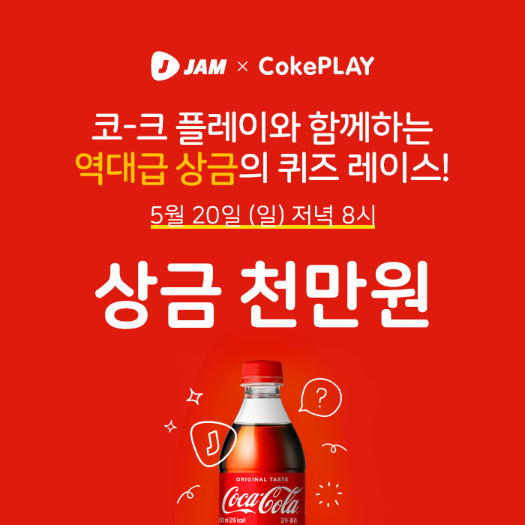 JAM × CokePLAY
코-크 플레이와 함께하는
역대급 상금의 퀴즈 레이스!
5월 20일 (일) 저녁 8시
상금 천만원
?
J
ORIGINAL TASTE
Coca-Cola